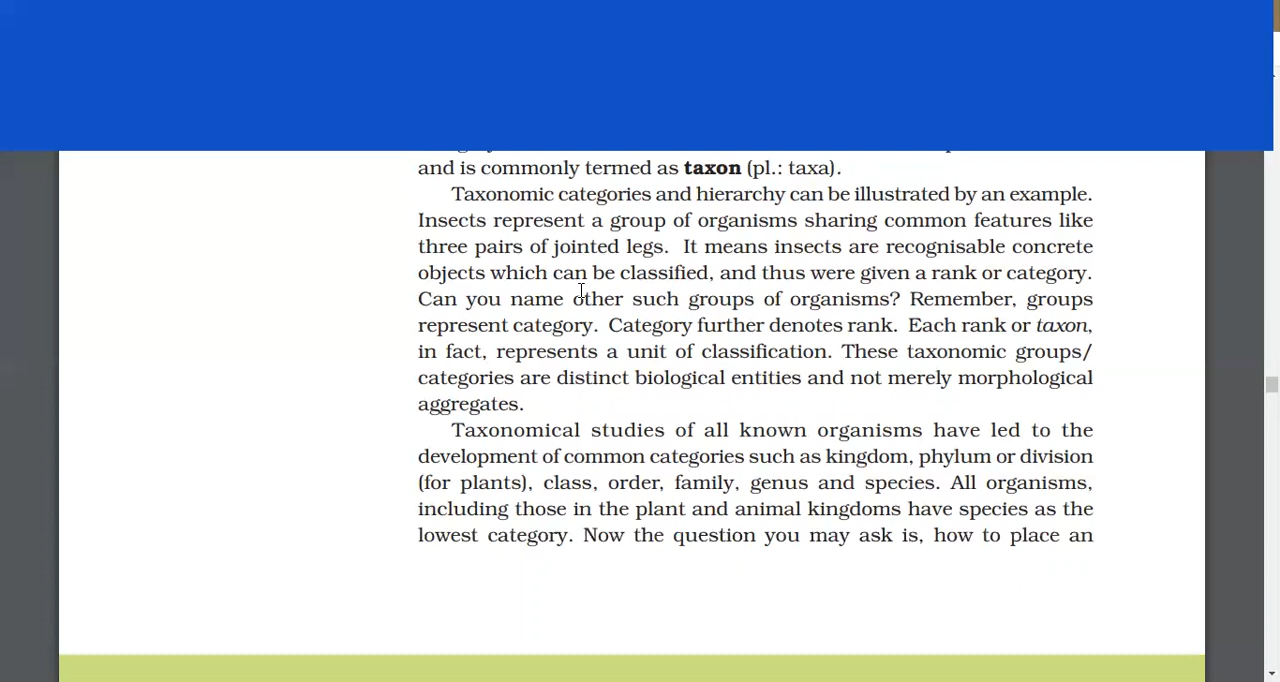 and is commonly termed as taxon (pl.: taxa).
Taxonomic categories and hierarchy can be illustrated by an example.
Insects represent a group of organisms sharing common features like
three pairs of jointed legs. It means insects are recognisable concrete
objects which can be classified, and thus were given a rank or category.
Can you name other such groups of organisms? Remember, groups
represent category. Category further denotes rank. Each rank or taxon,
in fact, represents a unit of classification. These taxonomic groups/
categories are distinct biological entities and not merely morphological
aggregates.
Taxonomical studies of all known organisms have led to the
development of common categories such as kingdom, phylum or division
(for plants), class, order, family, genus and species. All organisms,
including those in the plant and animal kingdoms have species as the
lowest category. Now the question you may ask is, how to place an